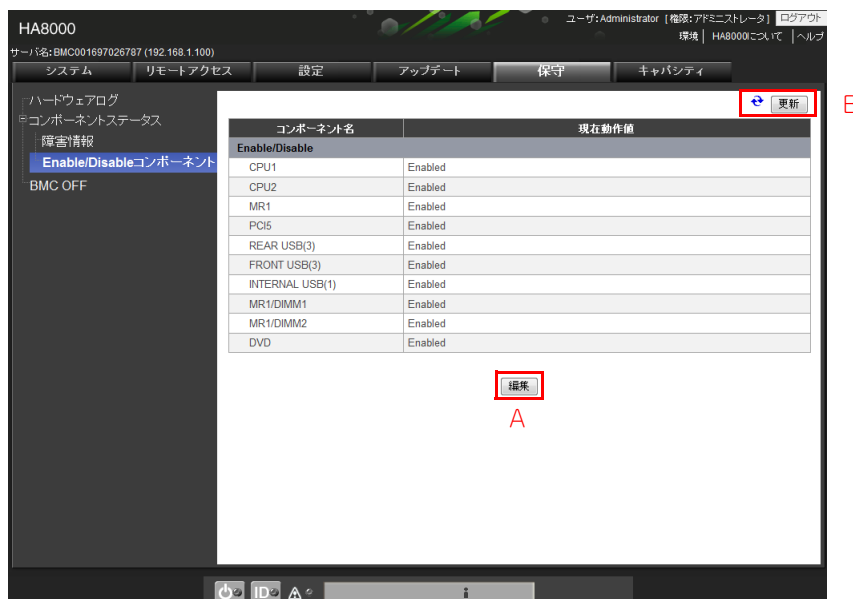 HA8000
ユーザ:Administrator [権限:アドミニストレータ] ログアウト
環境 | HA8000について | ヘルプ
サーバ名:BMC001697026787 (192.168.1.100)
システム リモートアクセス 設定 アップデート 保守 キャパシティ
ハードウェアログ
コンポーネントステータス
障害情報
Enable/Disableコンポーネント
BMC OFF
更新
B
コンポーネント名 現在動作値
Enable/Disable
CPU1 Enabled
CPU2 Enabled
MR1 Enabled
PCI5 Enabled
REAR USB(3) Enabled
FRONT USB(3) Enabled
INTERNAL USB(1) Enabled
MR1/DIMM1 Enabled
MR1/DIMM2 Enabled
DVD Enabled
編集
A
ID
i